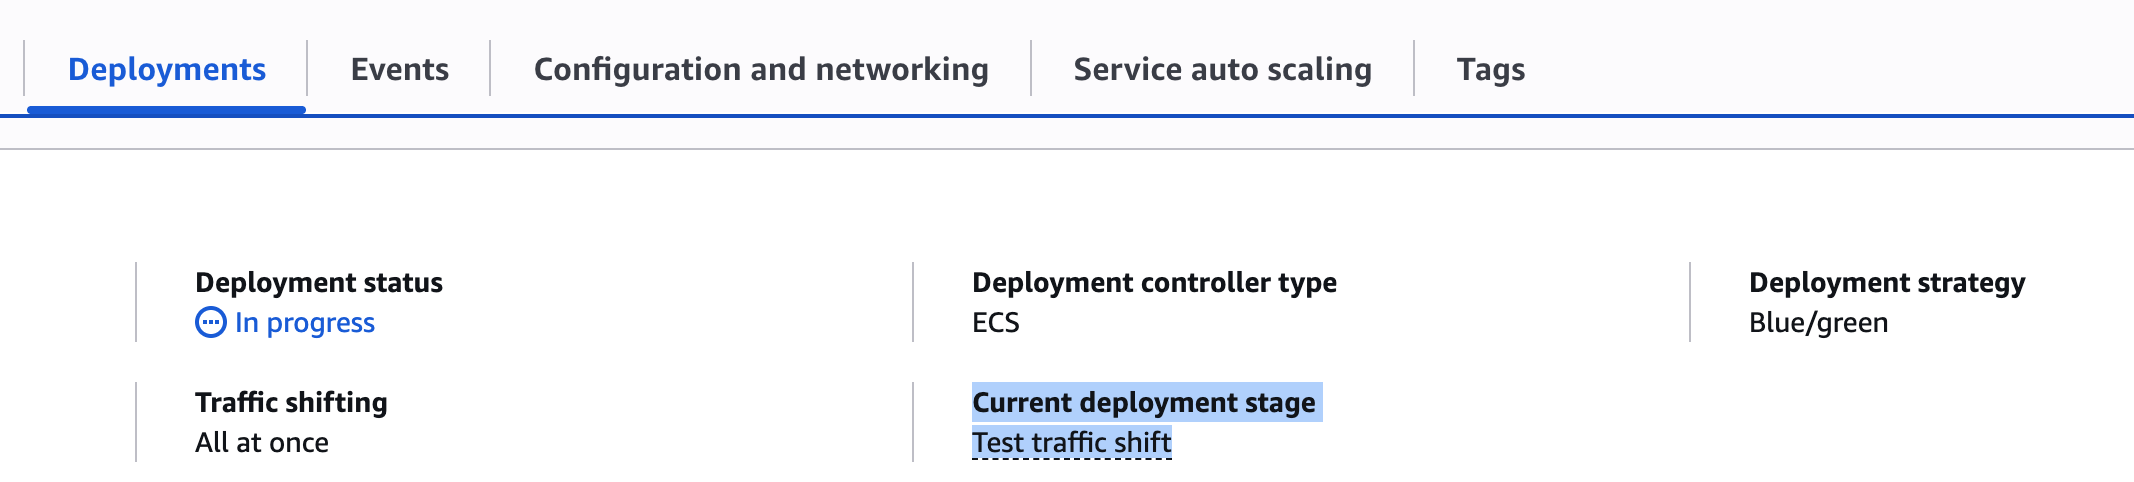 Deployments
Events
Configuration and networking
Service auto scaling
Tags
Deployment status
In progress
Deployment controller type
ECS
Deployment strategy
Blue/green
Traffic shifting
All at once
Current deployment stage
Test traffic shift